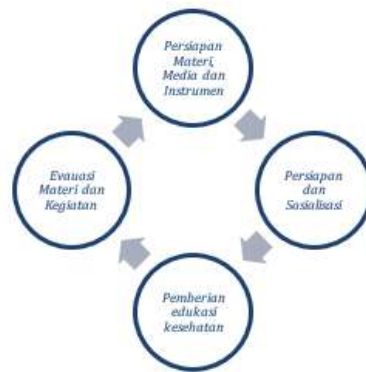 Persiapan
Materi,
Media dan
Instrumen
Persiapan
dan
Sosialisasi
Pemberian
edukasi
kesehatan
Evauasi
Materi dan
Kegiatan